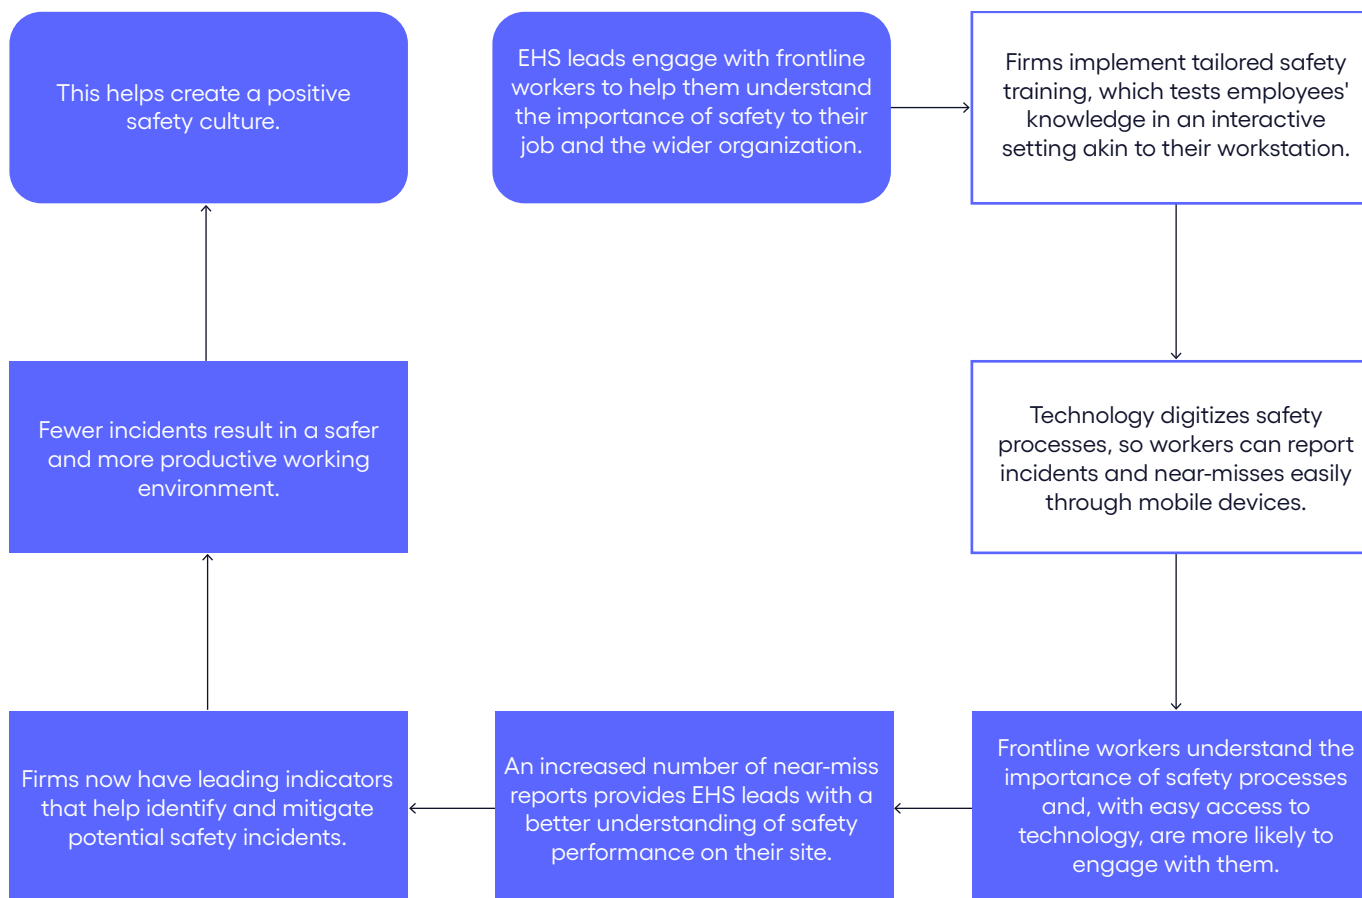 This helps create a positive
safety culture.
EHS leads engage with frontline
workers to help them understand
the importance of safety to their
job and the wider organization.
Firms implement tailored safety
training, which tests employees'
knowledge in an interactive
setting akin to their workstation.
Fewer incidents result in a safer
and more productive working
environment.
Technology digitizes safety
processes, so workers can report
incidents and near-misses easily
through mobile devices.
Firms now have leading indicators
that help identify and mitigate
potential safety incidents.
An increased number of near-miss
reports provides EHS leads with a
better understanding of safety
performance on their site.
Frontline workers understand the
importance of safety processes
and, with easy access to
technology, are more likely to
engage with them.